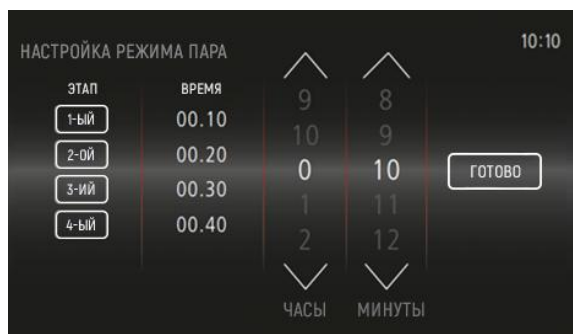 10:10
НАСТРОЙКА РЕЖИМА ПАРА
ЭТАП ВРЕМЯ
1-ЫЙ 00.10
2-ОЙ 00.20
3-ИЙ 00.30
4-ЫЙ 00.40
9 8
10 9
0 10
1 11
2 12
ГОТОВО
ЧАСЫ МИНУТЫ